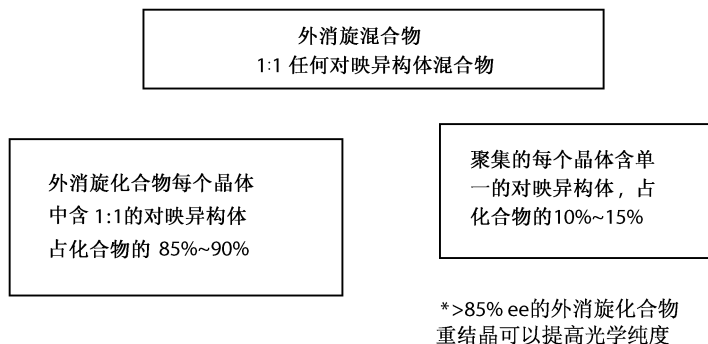 外消旋混合物
1:1 任何对映异构体混合物
外消旋化合物每个晶体
中含 1:1的对映异构体
占化合物的 85%~90%
聚集的每个晶体含单
一的对映异构体，占
化合物的10%~15%
*>85% ee的外消旋化合物
重结晶可以提高光学纯度